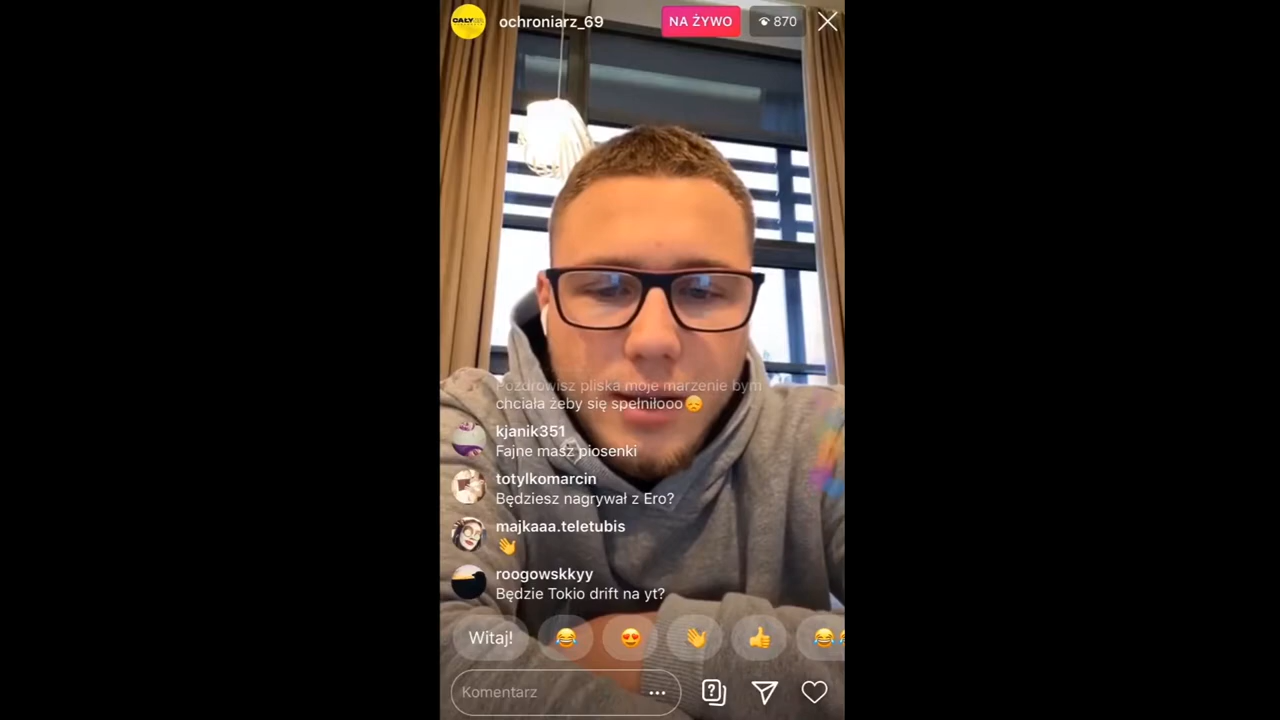 CAŁY
ochroniarz_69
NA ŻYWO
870
Pozdrowisz pliska moje marzenie bym
chciała żeby się spełniłooo😞
kjanik351
Fajne masz piosenki
totylkomarcin
Będziesz nagrywał z Ero?
majkaaa.teletubis
👋
roogowskkyy
Będzie Tokio drift na yt?
Witaj! 😂 😍 👋 👍 😂
Komentarz